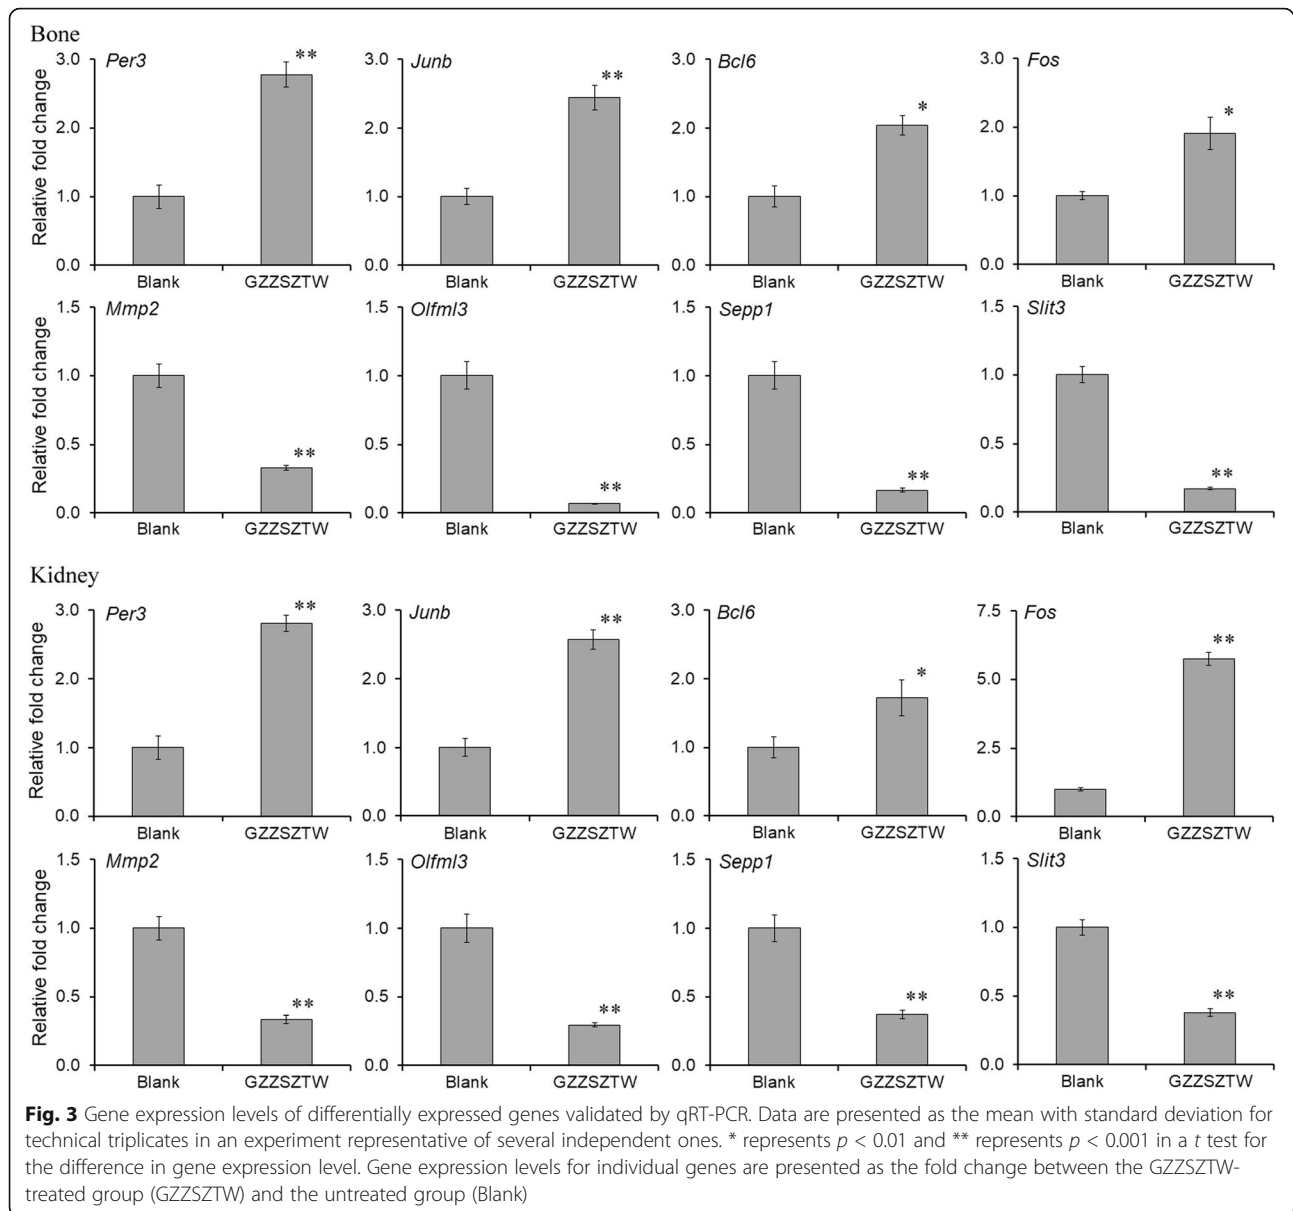 Bone
Per3
Junb
Bcl6
Fos
Relative fold change
3.0
2.0
1.0
0.0
3.0
2.0
1.0
0.0
3.0
2.0
1.0
0.0
3.0
2.0
1.0
0.0
**
**
*
*
Blank GZZSZTW
Blank GZZSZTW
Blank GZZSZTW
Blank GZZSZTW
Mmp2
Olfml3
Sepp1
Slit3
Relative fold change
1.5
1.0
0.5
0.0
1.5
1.0
0.5
0.0
1.5
1.0
0.5
0.0
1.5
1.0
0.5
0.0
**
**
**
**
Blank GZZSZTW
Blank GZZSZTW
Blank GZZSZTW
Blank GZZSZTW
Kidney
Per3
Junb
Bcl6
Fos
Relative fold change
3.0
2.0
1.0
0.0
3.0
2.0
1.0
0.0
3.0
2.0
1.0
0.0
7.5
5.0
2.5
0.0
**
**
*
**
Blank GZZSZTW
Blank GZZSZTW
Blank GZZSZTW
Blank GZZSZTW
Mmp2
Olfml3
Sepp1
Slit3
Relative fold change
1.5
1.0
0.5
0.0
1.5
1.0
0.5
0.0
1.5
1.0
0.5
0.0
1.5
1.0
0.5
0.0
**
**
**
**
Blank GZZSZTW
Blank GZZSZTW
Blank GZZSZTW
Blank GZZSZTW
Fig. 3 Gene expression levels of differentially expressed genes validated by qRT-PCR. Data are presented as the mean with standard deviation for
technical triplicates in an experiment representative of several independent ones. * represents p < 0.01 and ** represents p < 0.001 in a t test for
the difference in gene expression level. Gene expression levels for individual genes are presented as the fold change between the GZZSZTW-
treated group (GZZSZTW) and the untreated group (Blank)